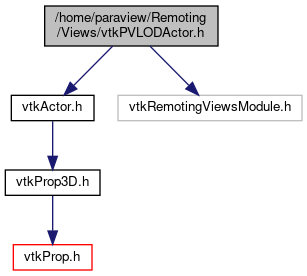 /home/paraview/Remoting
/Views/vtkPVLODActor.h
vtkActor.h
vtkRemotingViewsModule.h
vtkProp3D.h
vtkProp.h